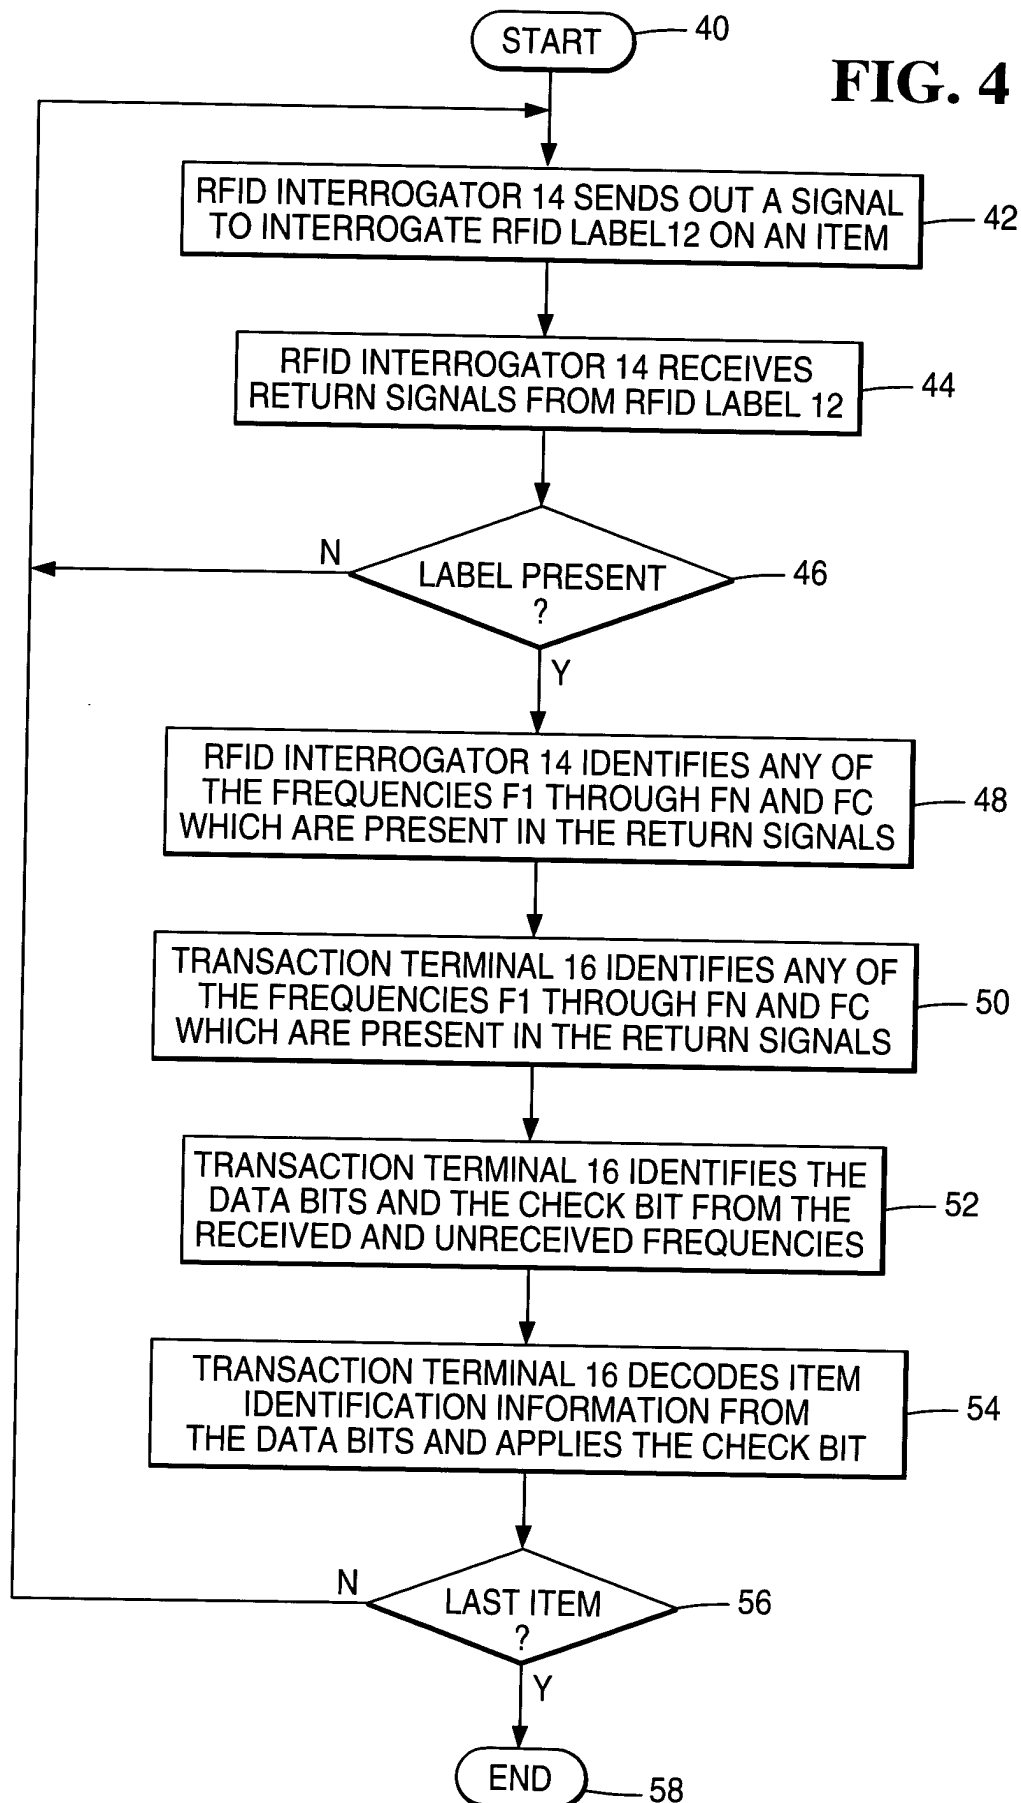 START
40
FIG. 4
RFID INTERROGATOR 14 SENDS OUT A SIGNAL
TO INTERROGATE RFID LABEL12 ON AN ITEM
42
RFID INTERROGATOR 14 RECEIVES
RETURN SIGNALS FROM RFID LABEL 12
44
N
LABEL PRESENT
?
46
Y
RFID INTERROGATOR 14 IDENTIFIES ANY OF
THE FREQUENCIES F1 THROUGH FN AND FC
WHICH ARE PRESENT IN THE RETURN SIGNALS
48
TRANSACTION TERMINAL 16 IDENTIFIES ANY OF
THE FREQUENCIES F1 THROUGH FN AND FC
WHICH ARE PRESENT IN THE RETURN SIGNALS
50
TRANSACTION TERMINAL 16 IDENTIFIES THE
DATA BITS AND THE CHECK BIT FROM THE
RECEIVED AND UNRECEIVED FREQUENCIES
52
TRANSACTION TERMINAL 16 DECODES ITEM
IDENTIFICATION INFORMATION FROM
THE DATA BITS AND APPLIES THE CHECK BIT
54
N
LAST ITEM
?
56
Y
END
58